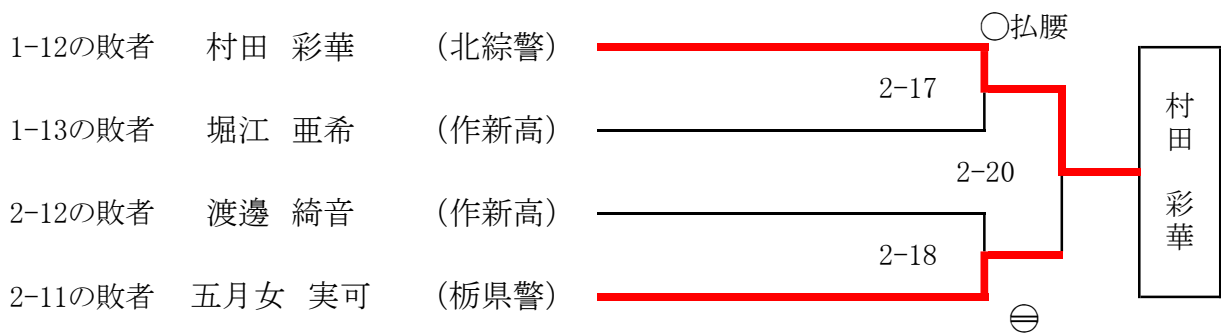 ◯払腰
1-12の敗者 村田 彩華 (北綜警)
2-17
1-13の敗者 堀江 亜希 (作新高)
2-20
村田 彩華
2-12の敗者 渡邊 綺音 (作新高)
2-18
2-11の敗者 五月女 実可 (栃県警)